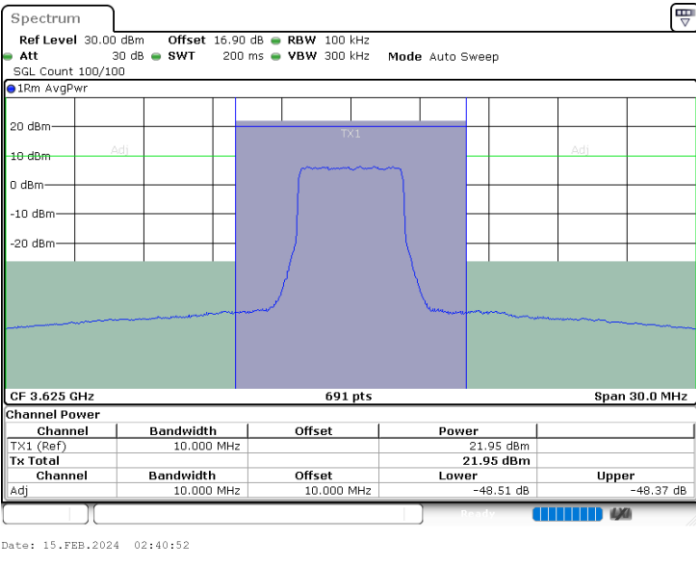 Spectrum
Ref Level 30.00 dBm Offset 16.90 dB RBW 100 kHz
Att 30 dB SWT 200 ms VBW 300 kHz Mode Auto Sweep
SGL Count 100/100
1Rm AvgPwr
20 dBm
TX1
10 dBm Adj Adj
0 dBm
-10 dBm
-20 dBm
CF 3.625 GHz 691 pts Span 30.0 MHz
Channel Power
Channel Bandwidth Offset Power
TX1 (Ref) 10.000 MHz 21.95 dBm
Tx Total 21.95 dBm
Channel Bandwidth Offset Lower Upper
Adj 10.000 MHz 10.000 MHz -48.51 dB -48.37 dB
Ready
Date: 15.FEB.2024 02:40:52